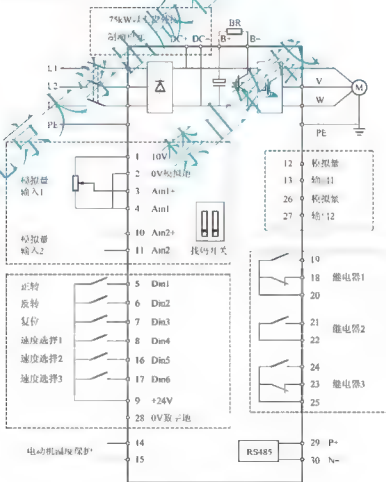 BR
DC+ DC- B+ B-
L1
L2
V
W
M
PE
PE
1 10V
2 0V模拟地
3 Ain1+
4 Ain1
模拟量
输入1
10 Ain2+
11 Ain2
模拟量
输入2
拨码开关
12 模拟量
13 输出1
26 模拟量
27 输出2
正转 5 Din1
反转 6 Din2
复位 7 Din3
速度选择1 8 Din4
速度选择2 16 Din5
速度选择3 17 Din6
9 +24V
28 0V数字地
19
18 继电器1
20
21 继电器2
22
24
23 继电器3
25
电动机温度保护
14
15
RS485
29 P+
30 N-